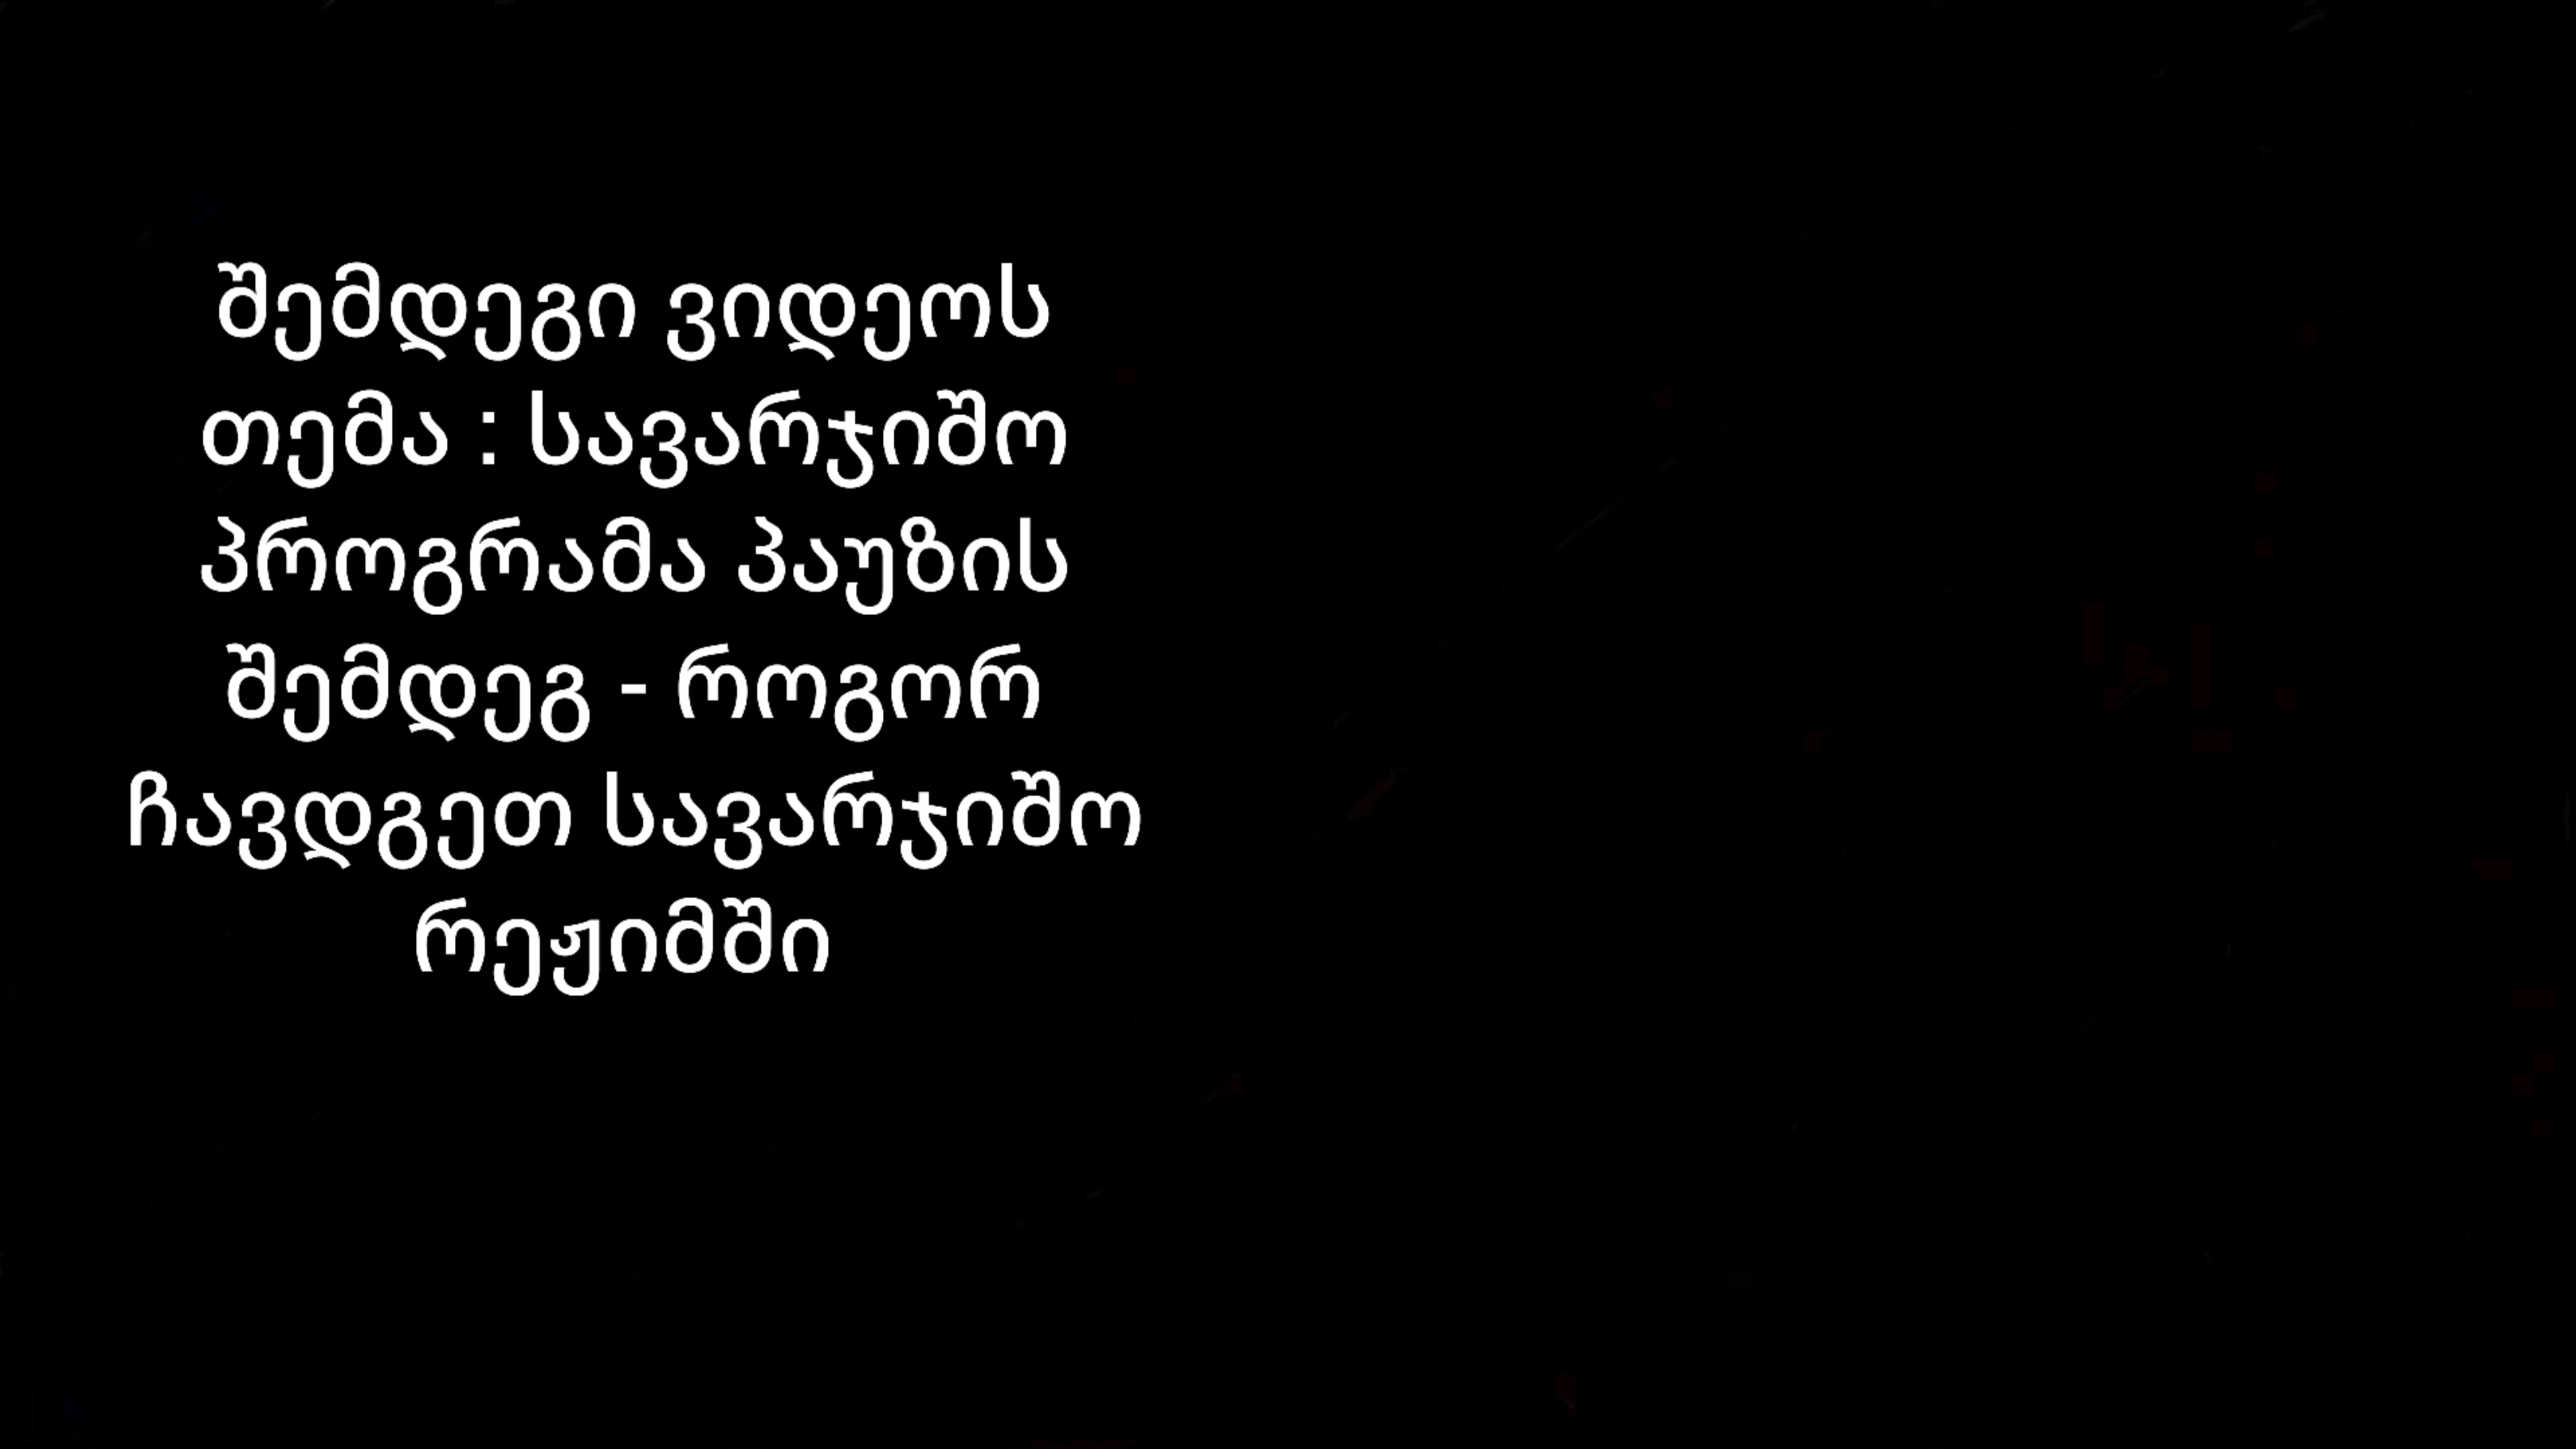 შემდეგი ვიდეოს
თემა : სავარჯიშო
პროგრამა პაუზის
შემდეგ - როგორ
ჩავდგეთ სავარჯიშო
რეჟიმში